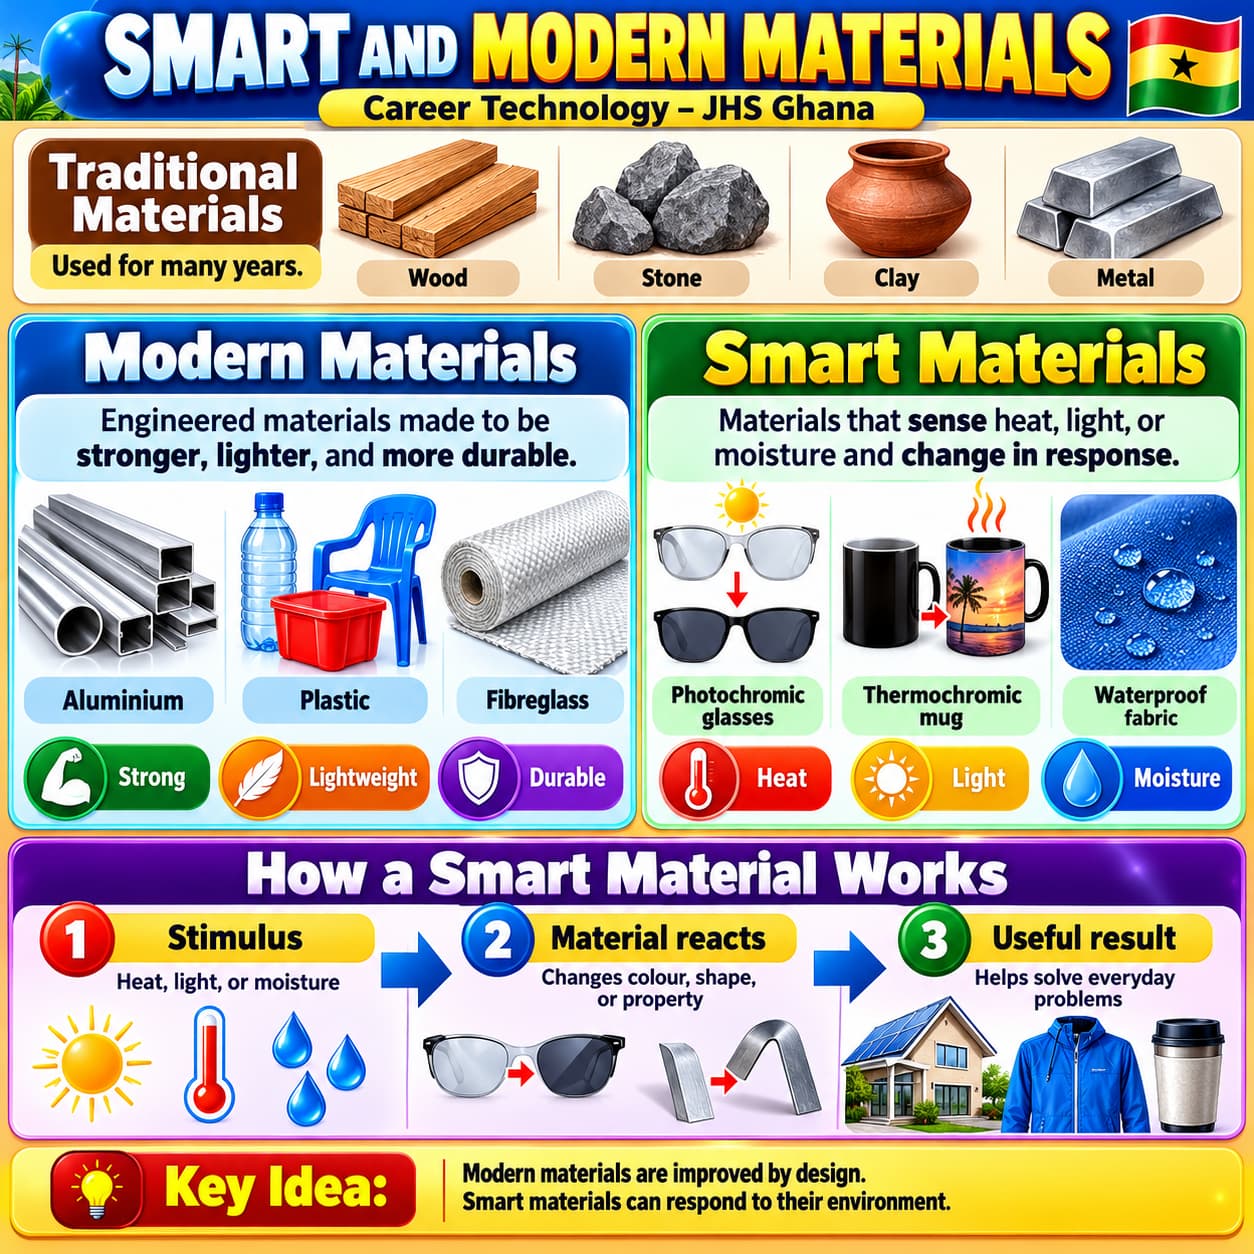 SMART AND MODERN MATERIALS
Career Technology – JHS Ghana
Traditional
Materials
Used for many years.
Wood
Stone
Clay
Metal
Modern Materials
Engineered materials made to be
stronger, lighter, and more durable.
Aluminium
Plastic
Fibreglass
Strong
Lightweight
Durable
Smart Materials
Materials that sense heat, light, or
moisture and change in response.
Photochromic
glasses
Thermochromic
mug
Waterproof
fabric
Heat
Light
Moisture
How a Smart Material Works
1 Stimulus
Heat, light, or moisture
2 Material reacts
Changes colour, shape,
or property
3 Useful result
Helps solve everyday
problems
Key Idea:
Modern materials are improved by design.
Smart materials can respond to their environment.